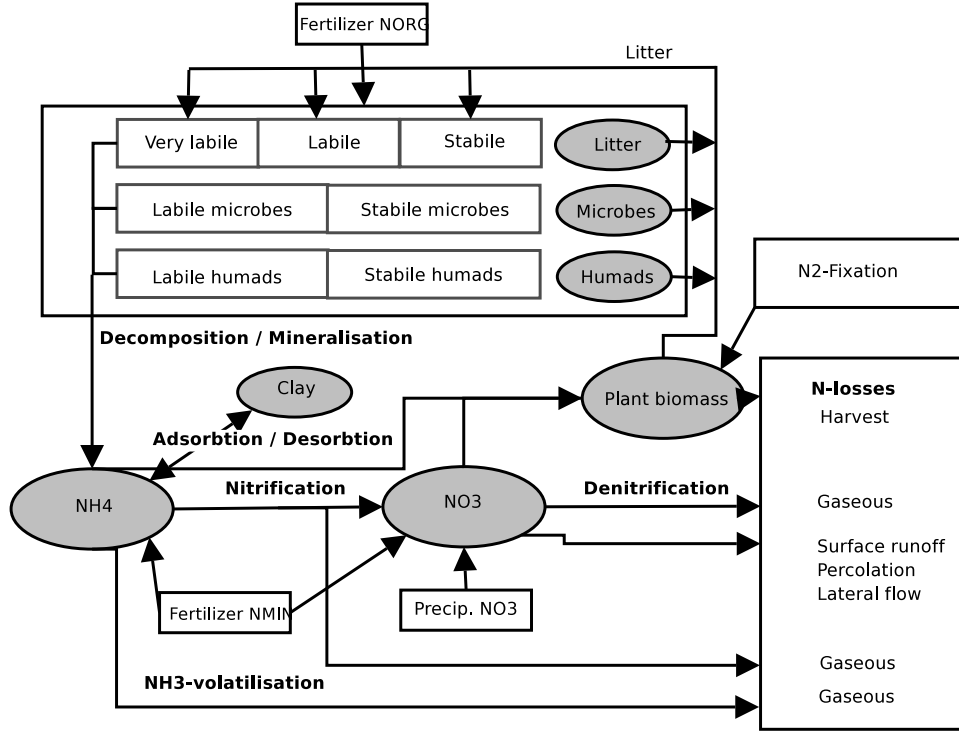 Fertilizer NORG
Litter
Very labile
Labile
Stabile
Litter
Labile microbes
Stabile microbes
Microbes
Labile humads
Stabile humads
Humads
N2-Fixation
Decomposition / Mineralisation
Clay
Plant biomass
N-losses
Harvest
Adsorbtion / Desorbtion
NH4
Nitrification
NO3
Denitrification
Gaseous
Surface runoff
Percolation
Lateral flow
Fertilizer NMIN
Precip. NO3
Gaseous
NH3-volatilisation
Gaseous